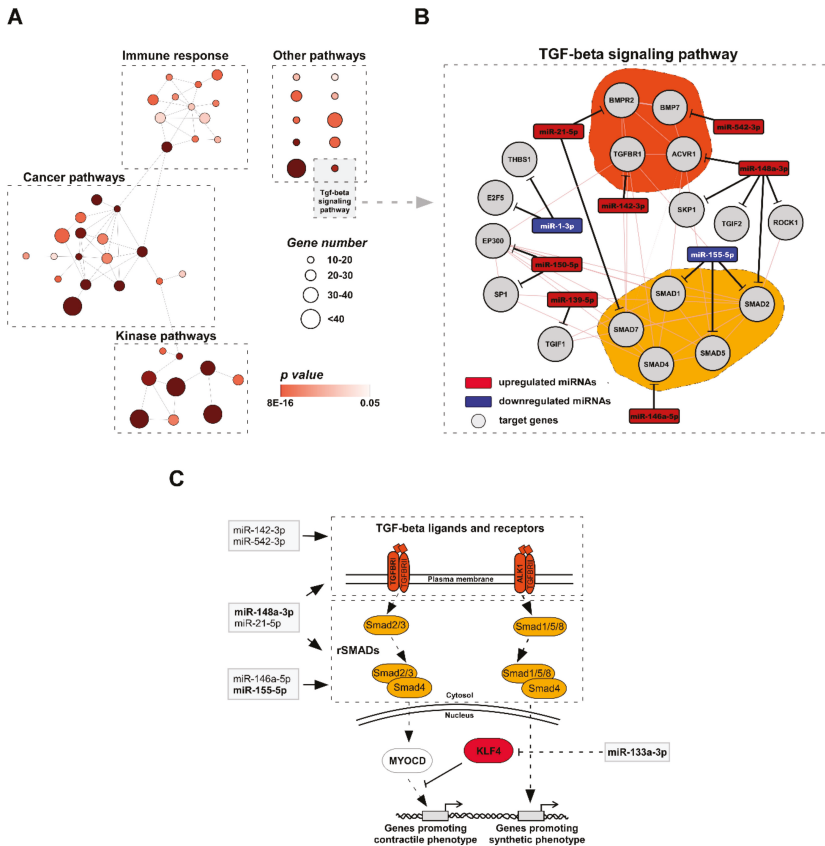 A
Immune response
Other pathways
Tgf-beta
signaling
pathway
Cancer pathways
Gene number
10-20
20-30
30-40
<40
Kinase pathways
p value
8E-16
0.05
B
TGF-beta signaling pathway
BMPR2
BMP7
miR-21-5p
miR-542-3p
THBS1
TGFBR1
ACVR1
miR-148a-3p
E2F5
miR-142-3p
SKP1
TGIF2
ROCK1
miR-1-3p
EP300
miR-155-5p
miR-150-5p
SP1
miR-139-5p
SMAD1
SMAD2
TGIF1
SMAD7
SMAD4
SMAD5
upregulated miRNAs
downregulated miRNAs
target genes
miR-146a-5p
C
miR-142-3p
miR-542-3p
TGF-beta ligands and receptors
TGFBRI
TGFBRII
ALK1
TGFBRII
Plasma membrane
miR-148a-3p
miR-21-5p
Smad2/3
Smad1/5/8
rSMADs
miR-146a-5p
miR-155-5p
Smad2/3
Smad4
Smad1/5/8
Smad4
Cytosol
Nucleus
MYOCD
KLF4
miR-133a-3p
Genes promoting
contractile phenotype
Genes promoting
synthetic phenotype